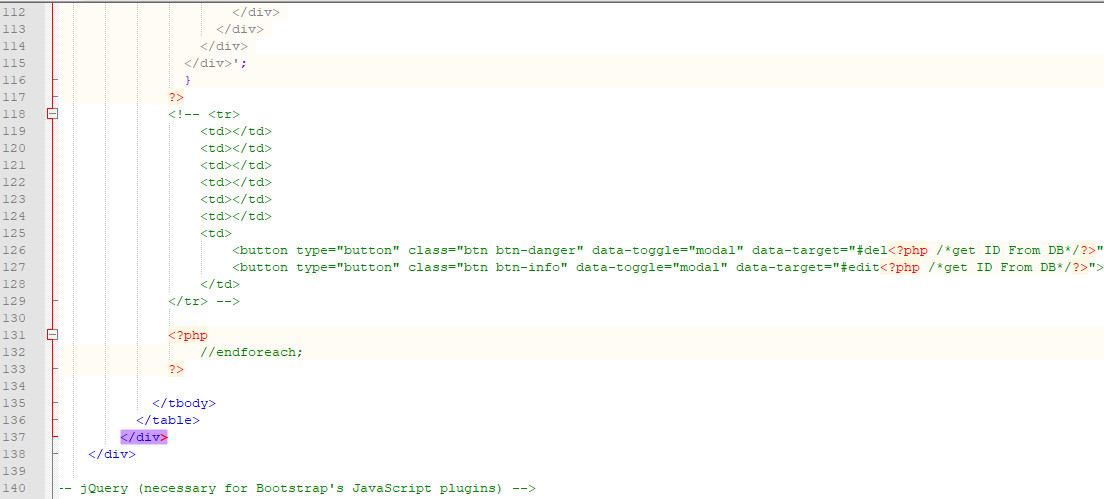 112 </div>
113 </div>
114 </div>
115 </div>';
116 }
117 ?>
118 <!-- <tr>
119 <td></td>
120 <td></td>
121 <td></td>
122 <td></td>
123 <td></td>
124 <td></td>
125 <td>
126 <button type="button" class="btn btn-danger" data-toggle="modal" data-target="#del<?php /*get ID From DB*/?>"
127 <button type="button" class="btn btn-info" data-toggle="modal" data-target="#edit<?php /*get ID From DB*/?>">
128 </td>
129 </tr> -->
130
131 <?php
132 //endforeach;
133 ?>
134
135 </tbody>
136 </table>
137 </div>
138 </div>
139
140 -- jQuery (necessary for Bootstrap's JavaScript plugins) -->